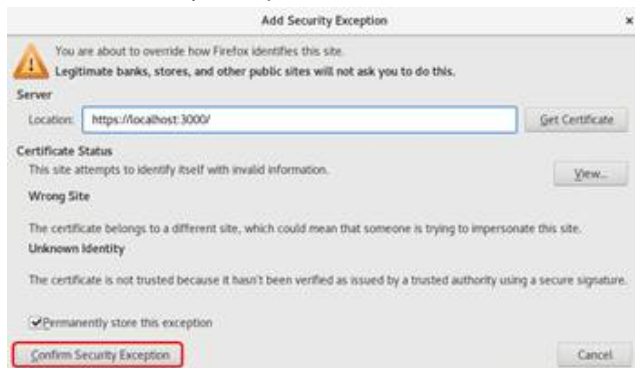 Add Security Exception
You are about to override how Firefox identifies this site.
Legitimate banks, stores, and other public sites will not ask you to do this.
Server
Location: https://localhost:3000/ Get Certificate
Certificate Status
This site attempts to identify itself with invalid information. View...
Wrong Site
The certificate belongs to a different site, which could mean that someone is trying to impersonate this site.
Unknown Identity
The certificate is not trusted because it hasn't been verified as issued by a trusted authority using a secure signature.
Permanently store this exception
Confirm Security Exception Cancel